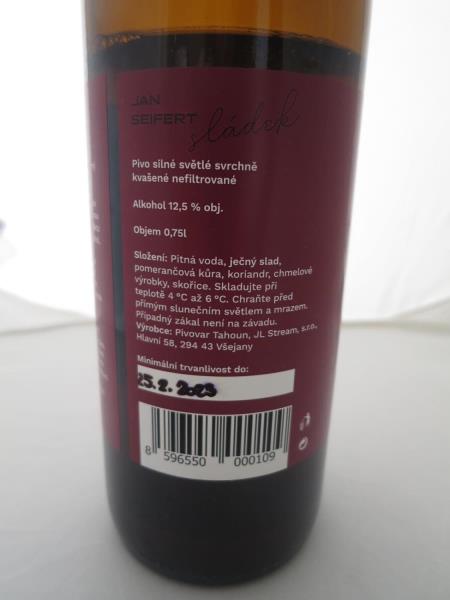 JAN
SEIFERT sládek
Pivo silné světlé svrchně
kvašené nefiltrované
Alkohol 12,5 % obj.
Objem 0,75l
Složení: Pitná voda, ječný slad,
pomerančová kůra, koriandr, chmelové
výrobky, skořice. Skladujte při
teplotě 4 °C až 6 °C. Chraňte před
přímým slunečním světlem a mrazem.
Případný zákal není na závadu.
Výrobce: Pivovar Tahoun, JL Stream, s.r.o.,
Hlavní 58, 294 43 Všejany
Minimální trvanlivost do:
25.2. 2023
8 596550 000109